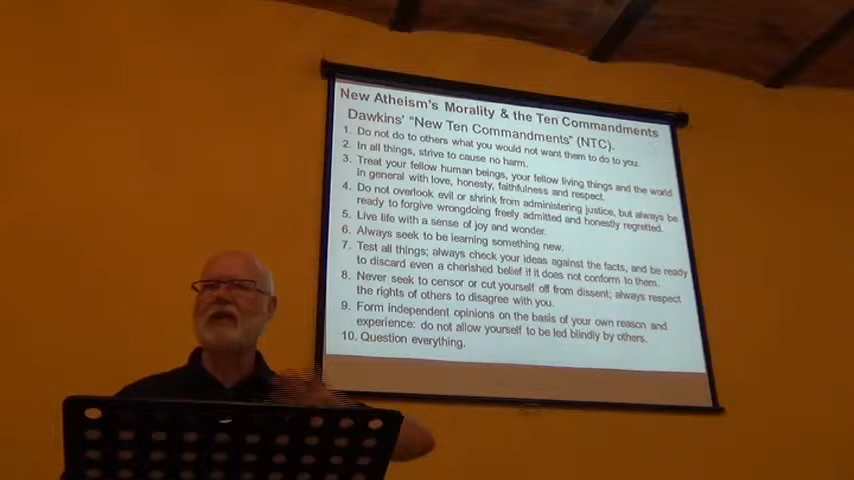 New Atheism's Morality & the Ten Commandments
Dawkins' "New Ten Commandments" (NTC).
1. Do not do to others what you would not want them to do to you.
2. In all things, strive to cause no harm.
3. Treat your fellow human beings, your fellow living things and the world
in general with love, honesty, faithfulness and respect.
4. Do not overlook evil or shrink from administering justice, but always be
ready to forgive wrongdoing freely admitted and honestly regretted.
5. Live life with a sense of joy and wonder.
6. Always seek to be learning something new.
7. Test all things; always check your ideas against the facts, and be ready
to discard even a cherished belief if it does not conform to them.
8. Never seek to censor or cut yourself off from dissent; always respect
the rights of others to disagree with you.
9. Form independent opinions on the basis of your own reason and
experience: do not allow yourself to be led blindly by others.
10. Question everything.